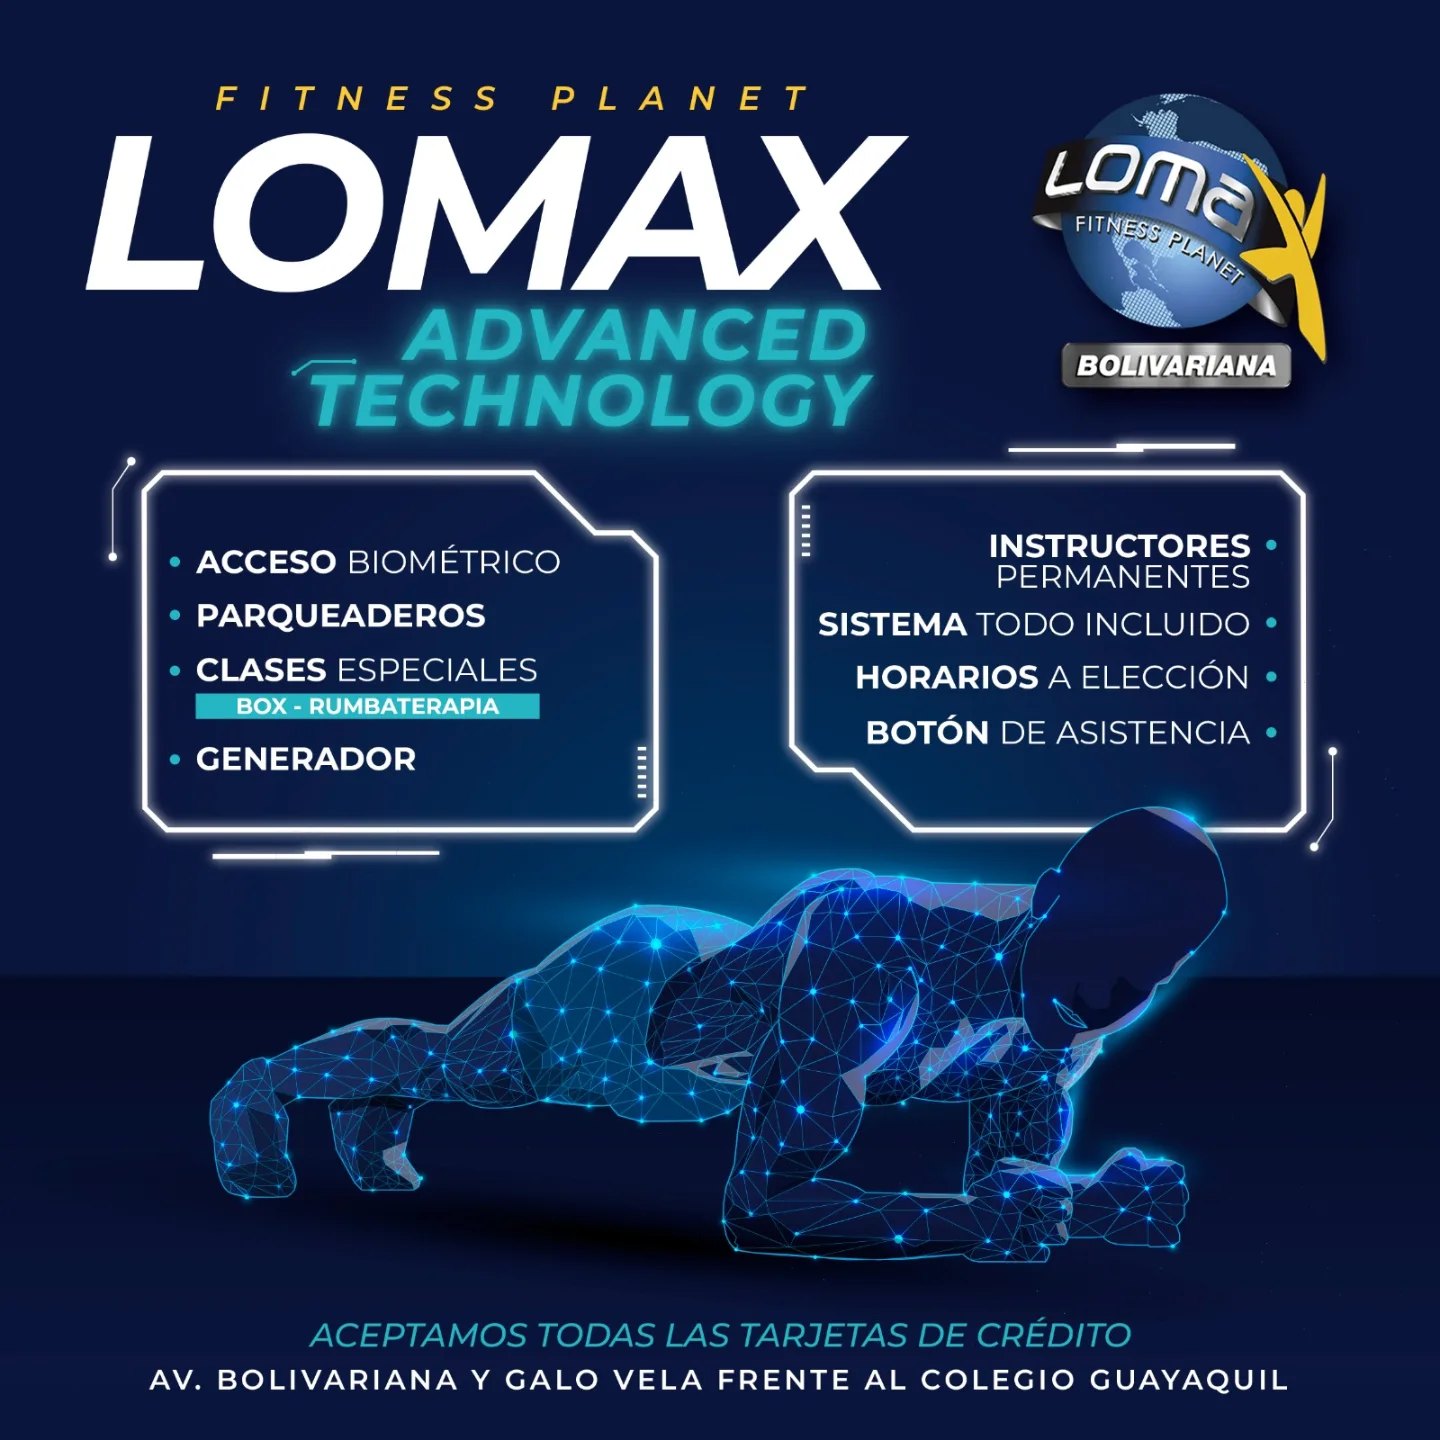 FITNESS PLANET
LOMAX
ADVANCED
TECHNOLOGY
LOMaX
FITNESS PLANET
BOLIVARIANA
• ACCESO BIOMÉTRICO
• PARQUEADEROS
• CLASES ESPECIALES
BOX - RUMBATERAPIA
• GENERADOR
INSTRUCTORES •
PERMANENTES
SISTEMA TODO INCLUIDO •
HORARIOS A ELECCIÓN •
BOTÓN DE ASISTENCIA •
ACEPTAMOS TODAS LAS TARJETAS DE CRÉDITO
AV. BOLIVARIANA Y GALO VELA FRENTE AL COLEGIO GUAYAQUIL